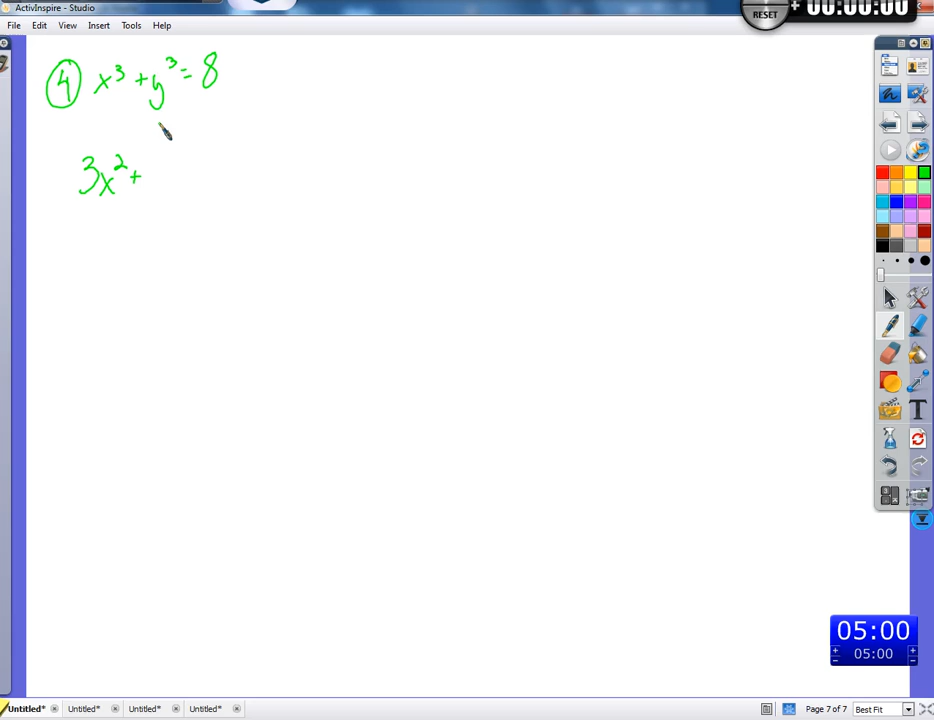 ActivInspire - Studio
RESET
00:00:00
File Edit View Insert Tools Help
④ x³ + y³ = 8
3x² +
T
05:00
05:00
Untitled* Untitled* Untitled* Untitled* Page 7 of 7 Best Fit